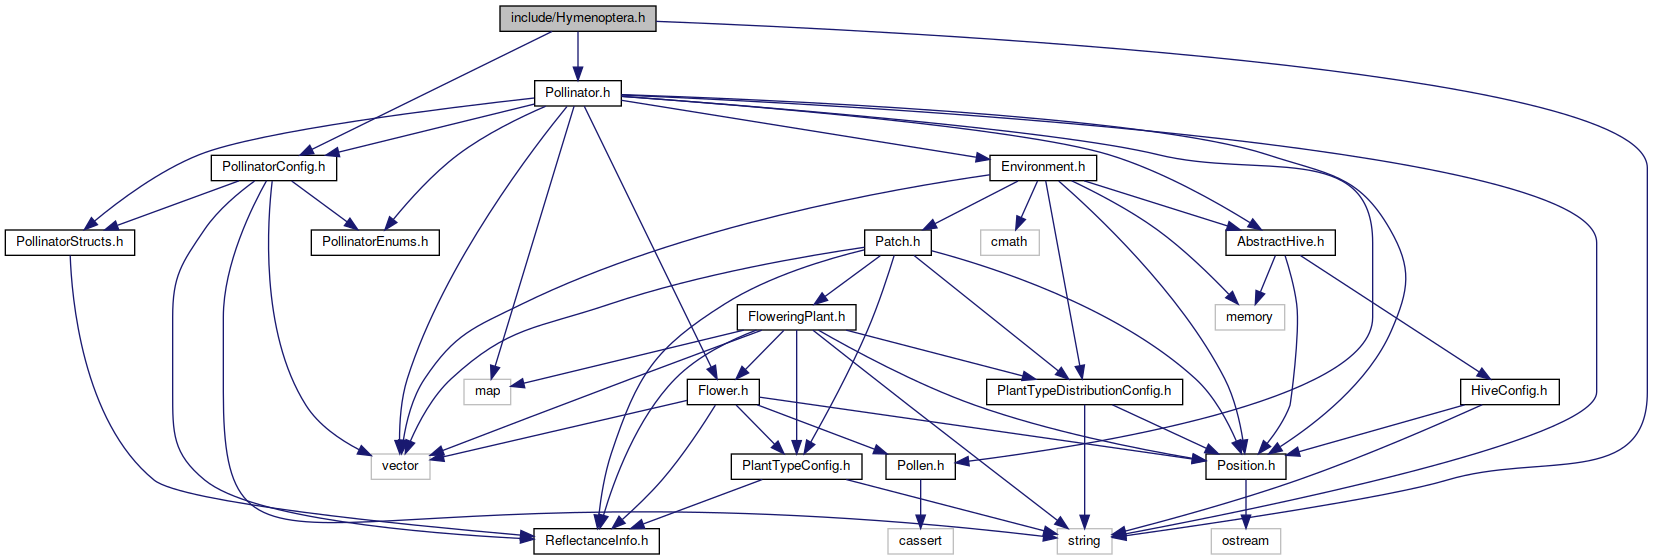 include/Hymenoptera.h
Pollinator.h
PollinatorConfig.h
Environment.h
PollinatorStructs.h
PollinatorEnums.h
Patch.h
cmath
AbstractHive.h
FloweringPlant.h
memory
map
Flower.h
PlantTypeDistributionConfig.h
HiveConfig.h
vector
PlantTypeConfig.h
Pollen.h
Position.h
ReflectanceInfo.h
cassert
string
ostream